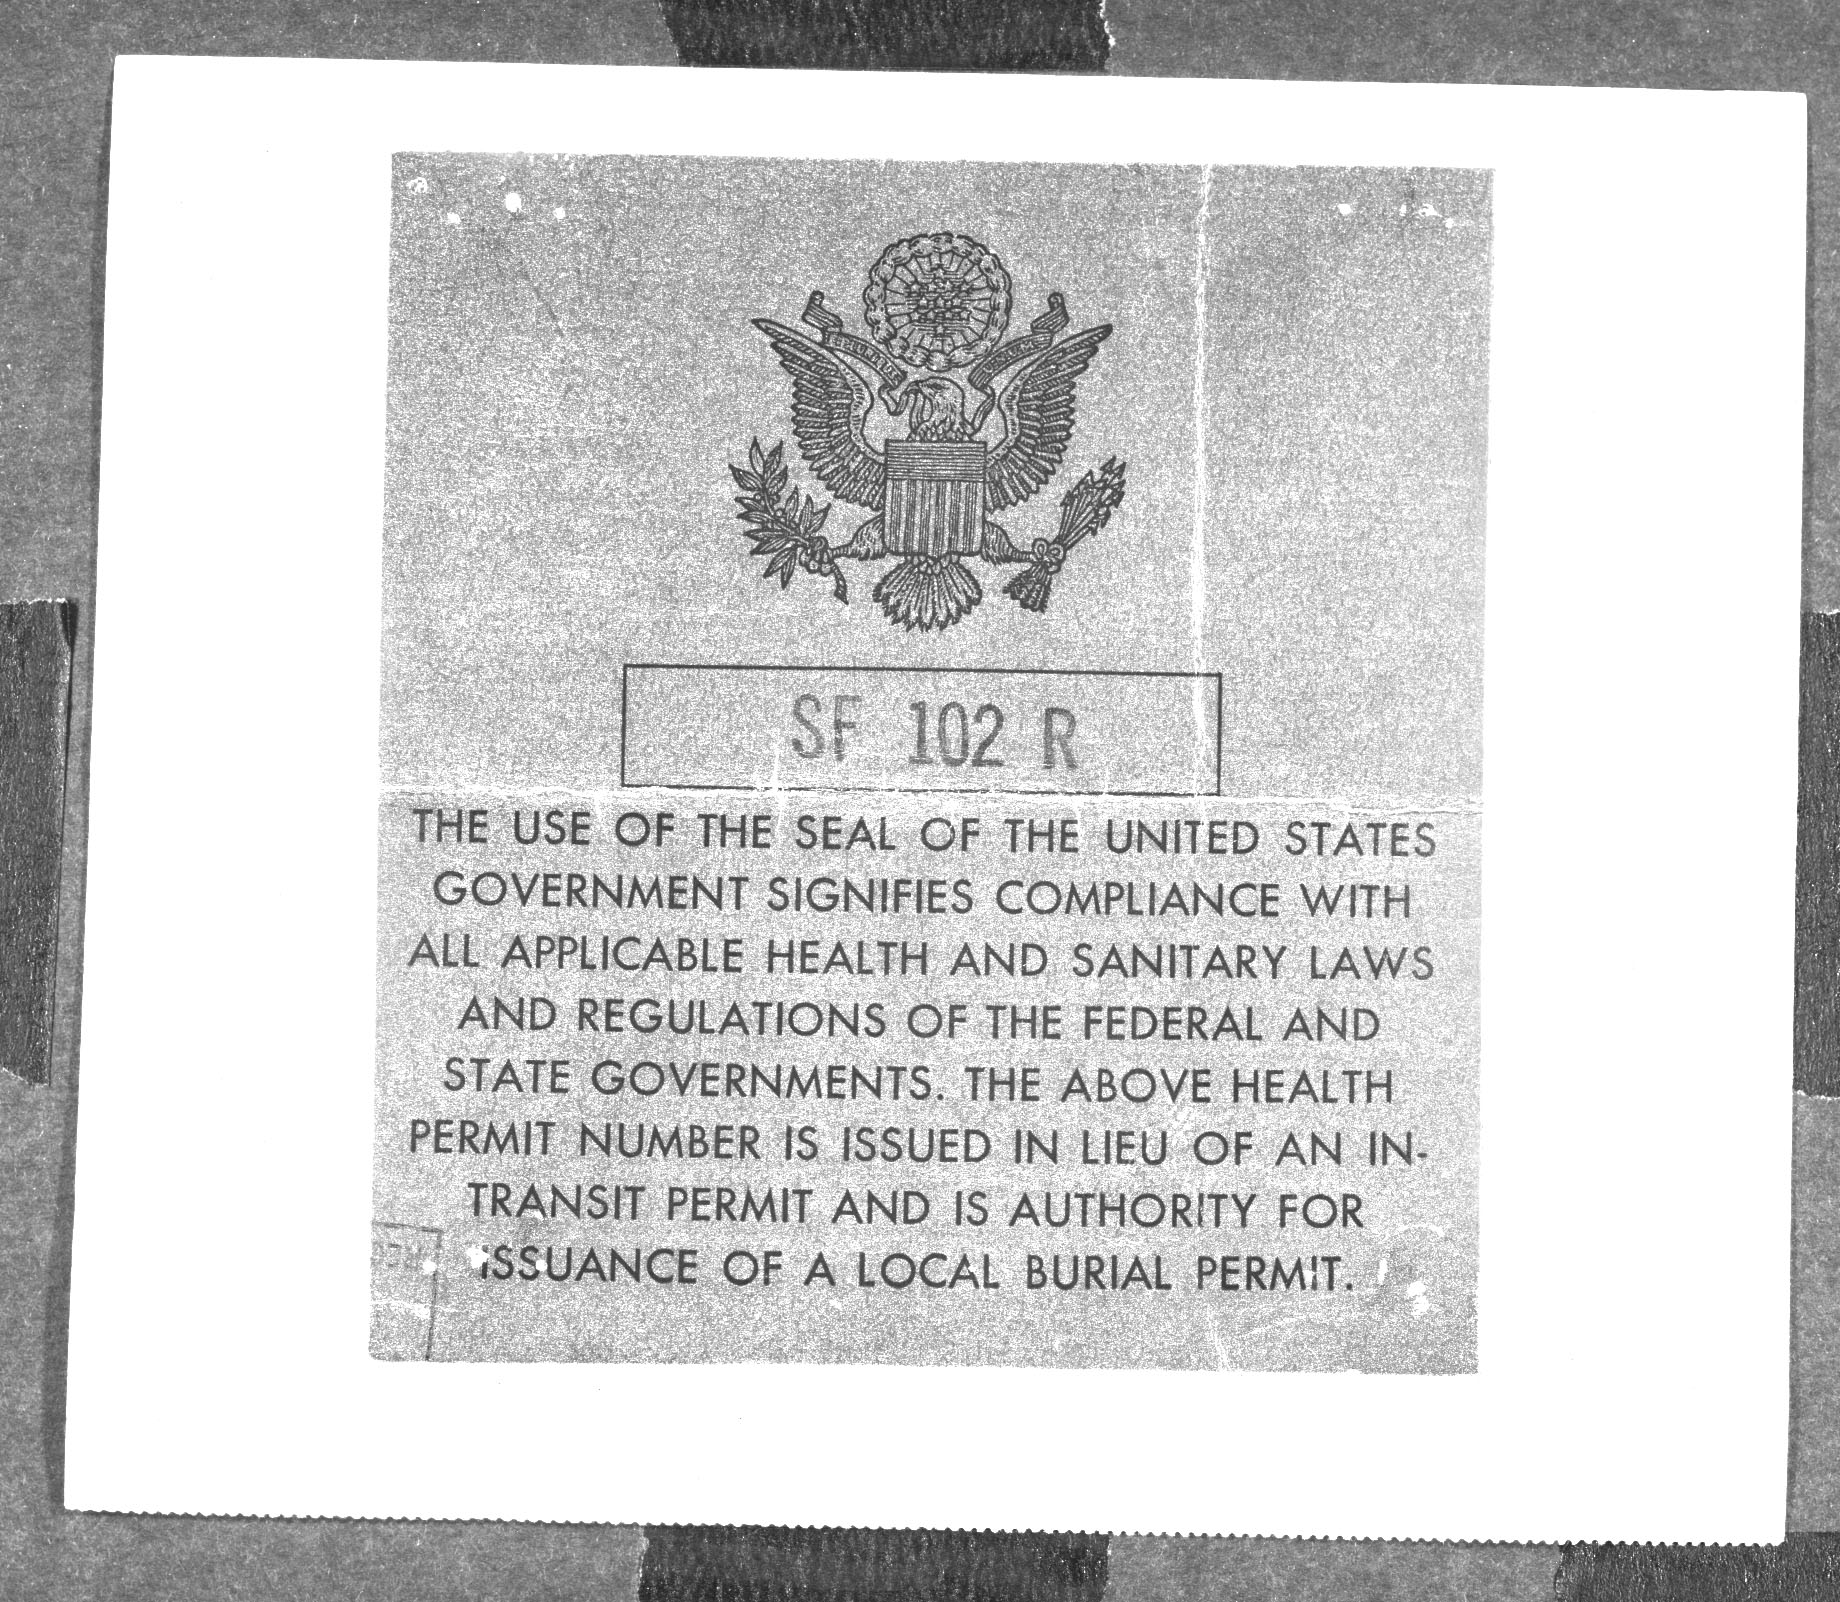 SF 102 R
THE USE OF THE SEAL OF THE UNITED STATES
GOVERNMENT SIGNIFIES COMPLIANCE WITH
ALL APPLICABLE HEALTH AND SANITARY LAWS
AND REGULATIONS OF THE FEDERAL AND
STATE GOVERNMENTS. THE ABOVE HEALTH
PERMIT NUMBER IS ISSUED IN LIEU OF AN IN-
TRANSIT PERMIT AND IS AUTHORITY FOR
ISSUANCE OF A LOCAL BURIAL PERMIT.